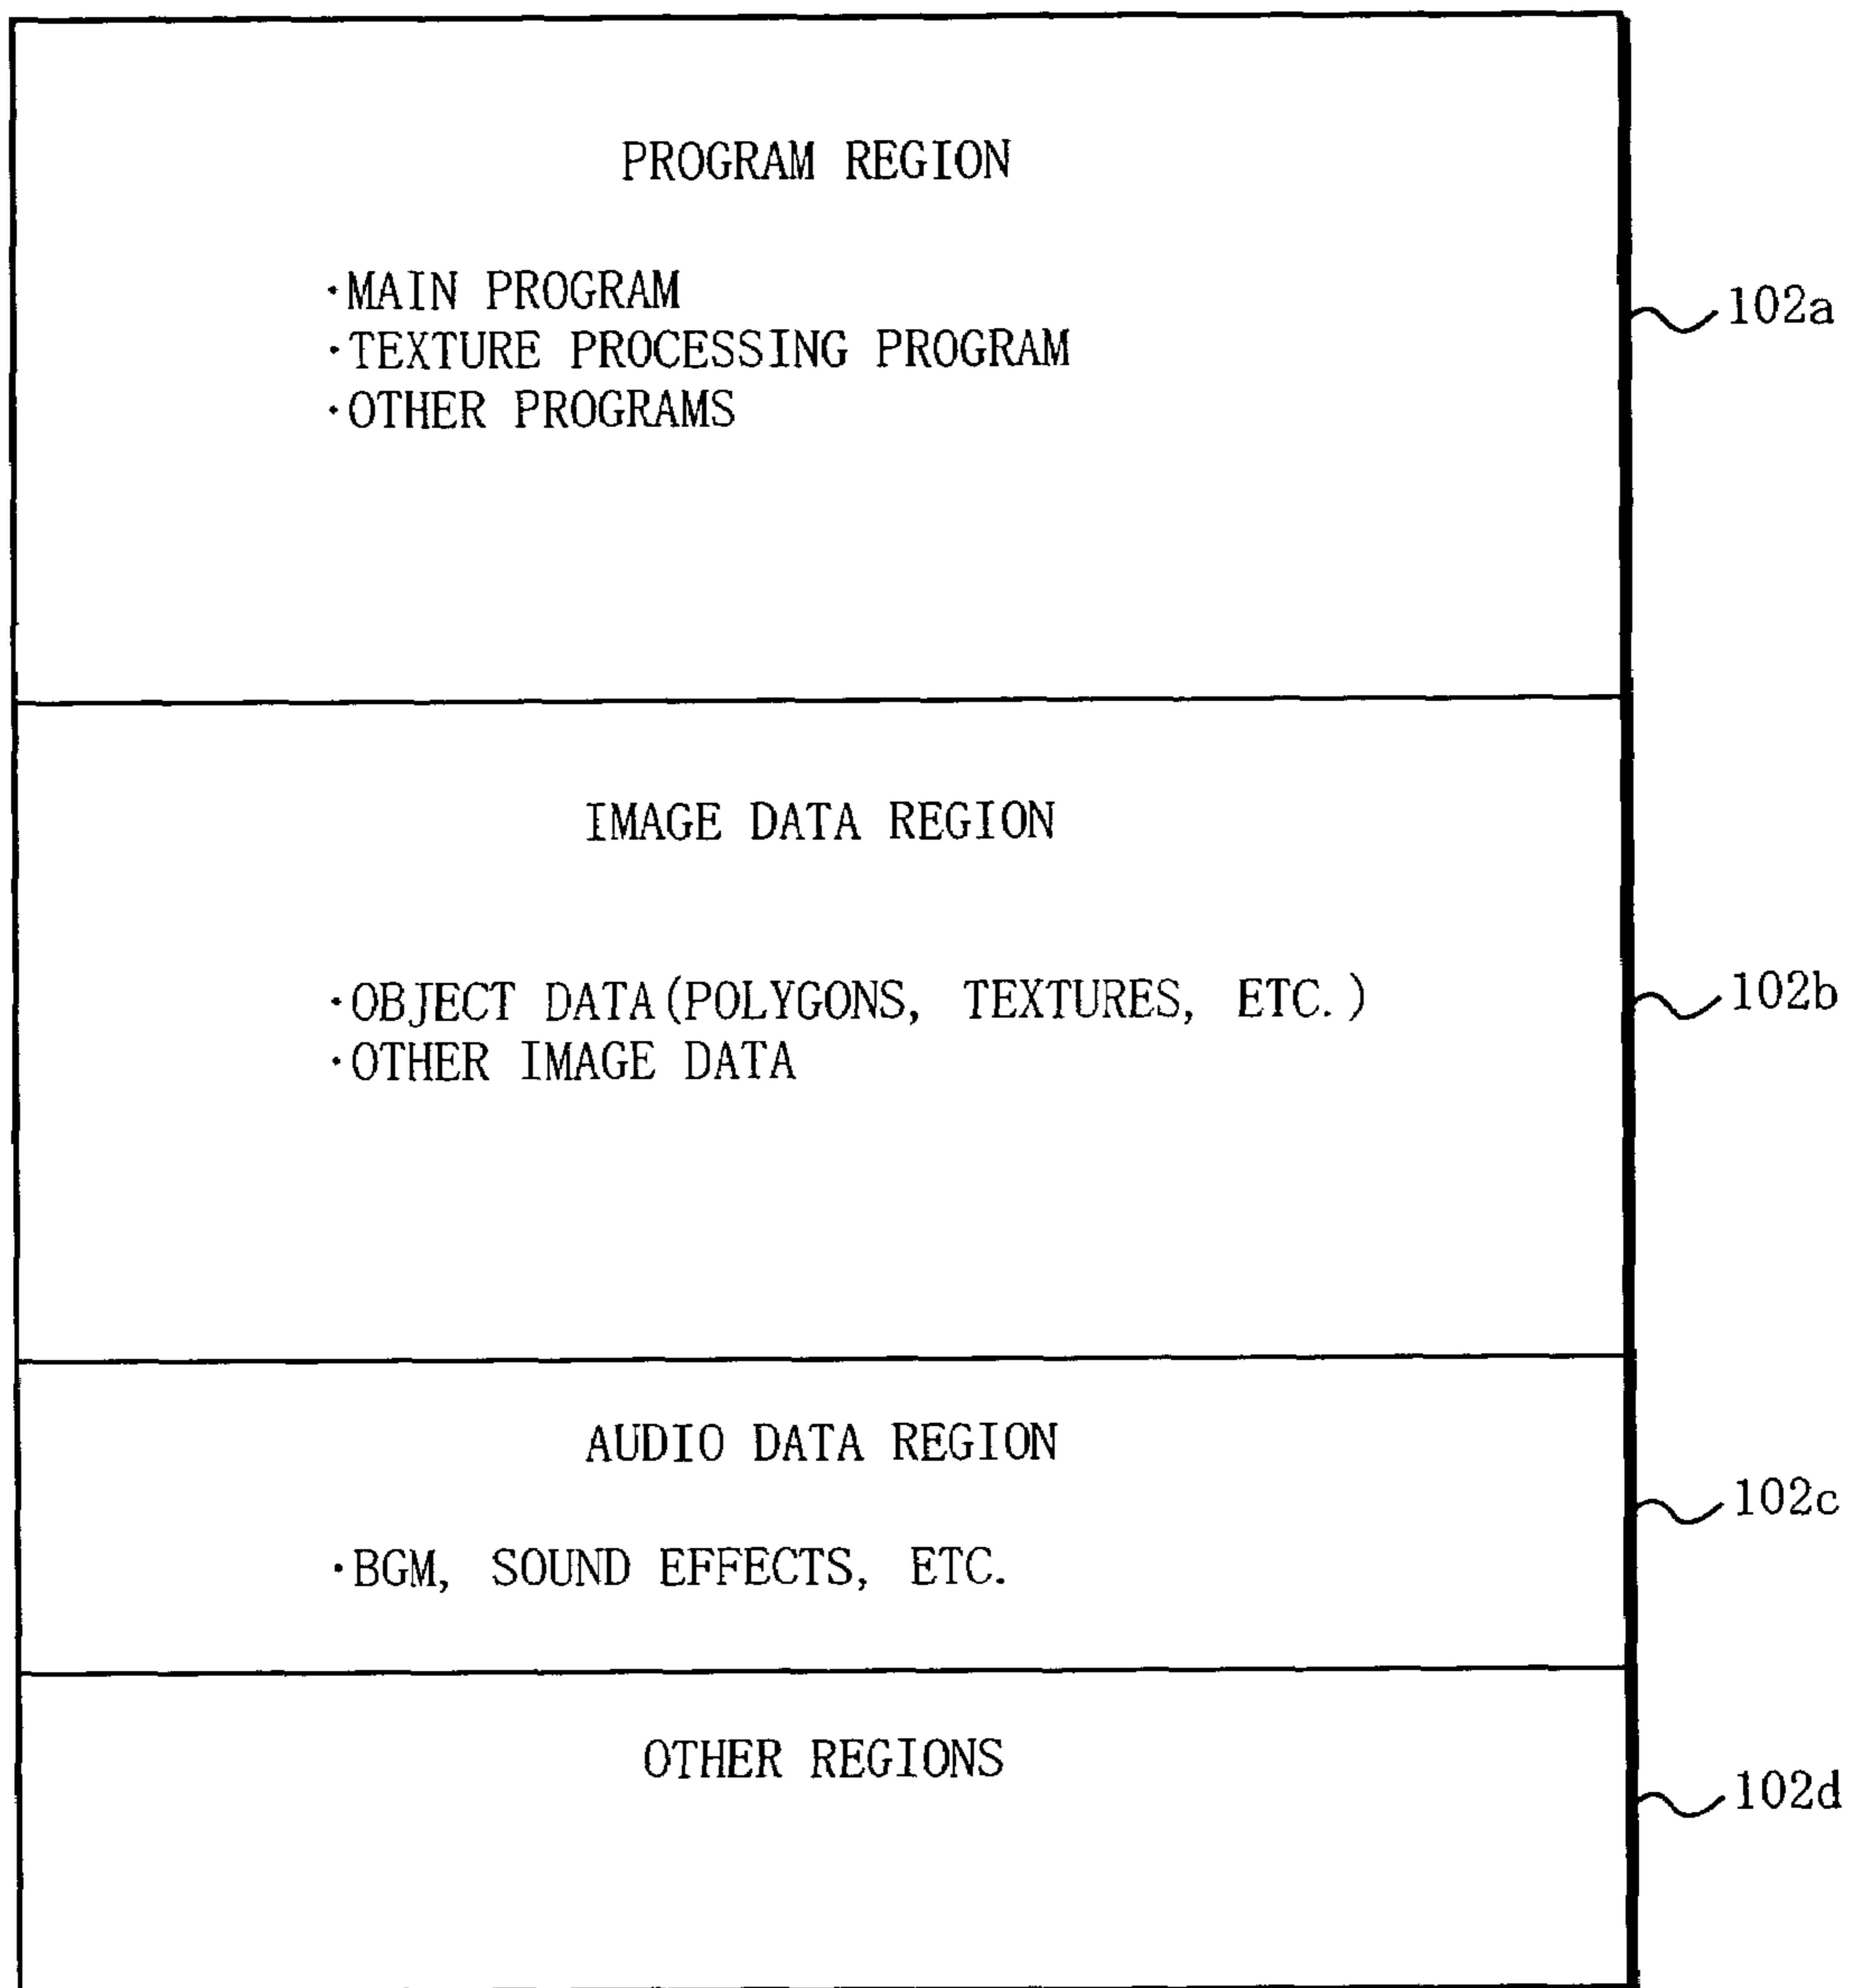 PROGRAM REGION
·MAIN PROGRAM
·TEXTURE PROCESSING PROGRAM
·OTHER PROGRAMS
102a
IMAGE DATA REGION
·OBJECT DATA(POLYGONS, TEXTURES, ETC.)
·OTHER IMAGE DATA
102b
AUDIO DATA REGION
·BGM, SOUND EFFECTS, ETC.
102c
OTHER REGIONS
102d